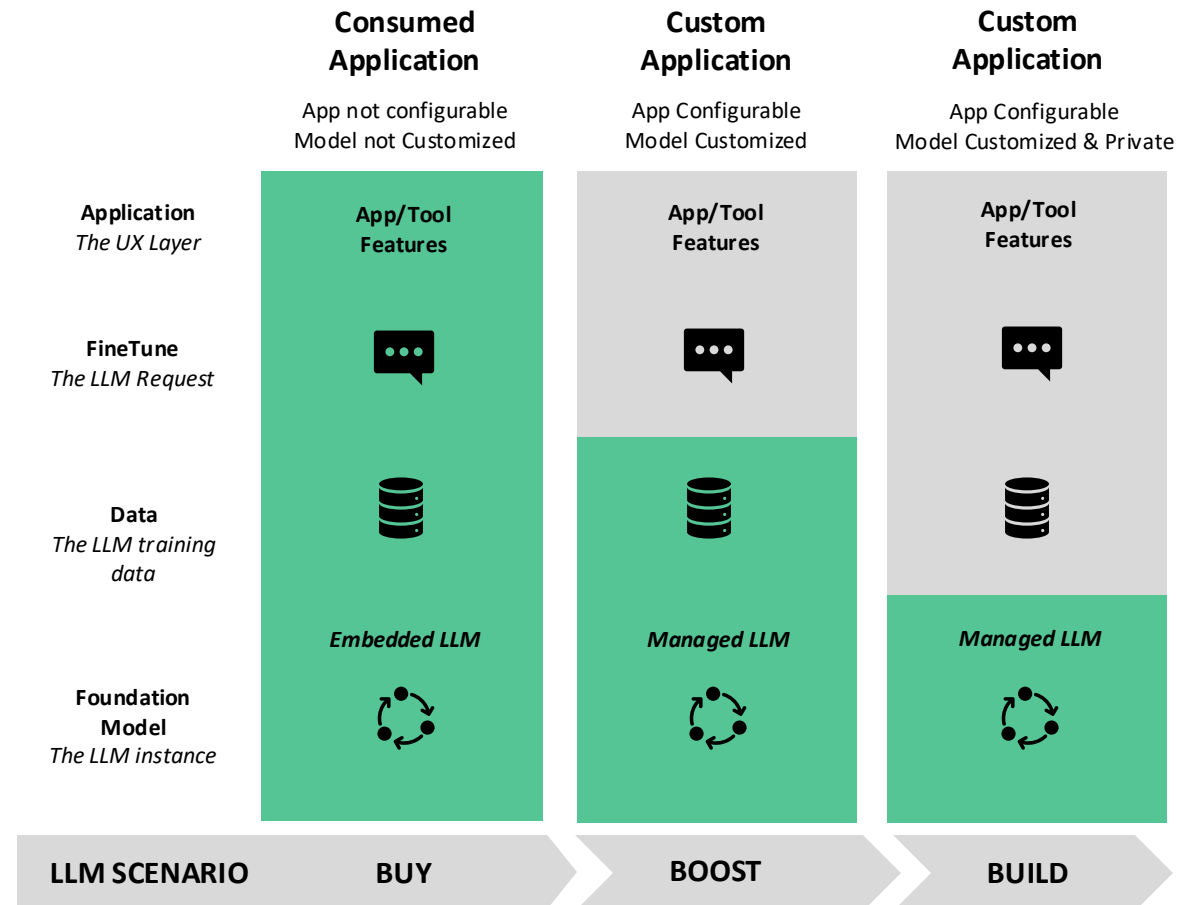 Consumed
Application
App not configurable
Model not Customized
Custom
Application
App Configurable
Model Customized
Custom
Application
App Configurable
Model Customized & Private
Application
The UX Layer
App/Tool
Features
App/Tool
Features
App/Tool
Features
FineTune
The LLM Request
Data
The LLM training
data
Embedded LLM
Managed LLM
Managed LLM
Foundation
Model
The LLM instance
LLM SCENARIO
BUY
BOOST
BUILD